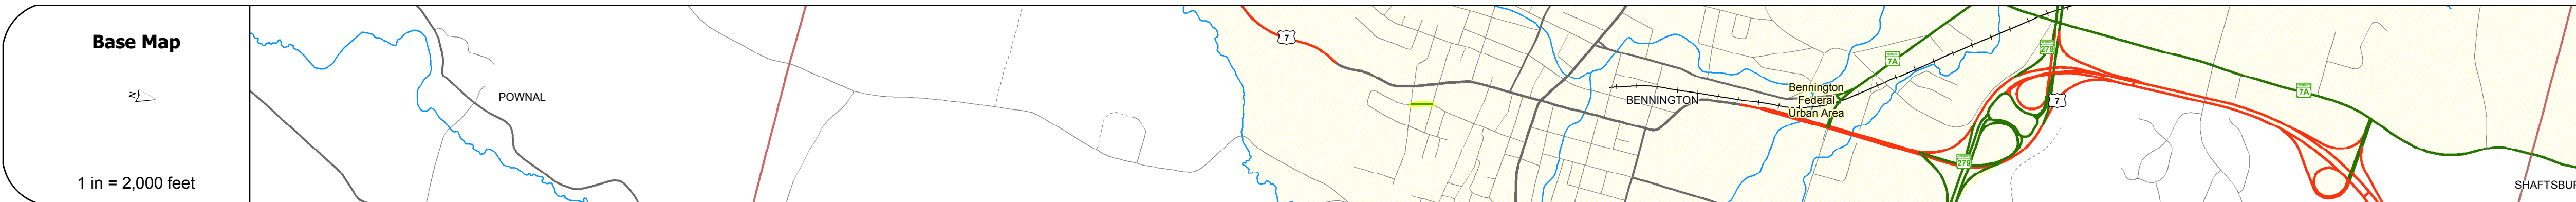 Base Map
N
1 in = 2,000 feet
POWNAL
7
BENNINGTON
Bennington
Federal
Urban Area
7A
279
279
7
7A
SHAFTSBUR